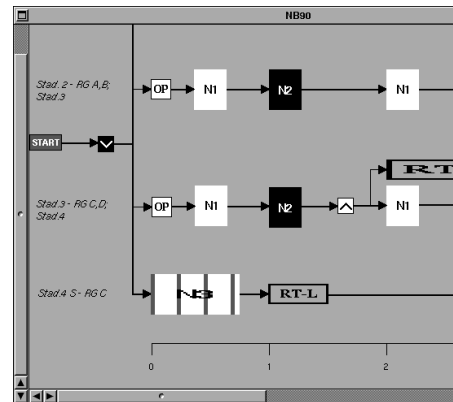 NB90
Stad. 2 - RG A,B;
Stad.3
OP
N1
N2
N1
START
RT
Stad.3 - RG C,D;
Stad.4
OP
N1
N2
N1
Stad.4 S - RG C
N3
RT-L
0
1
2